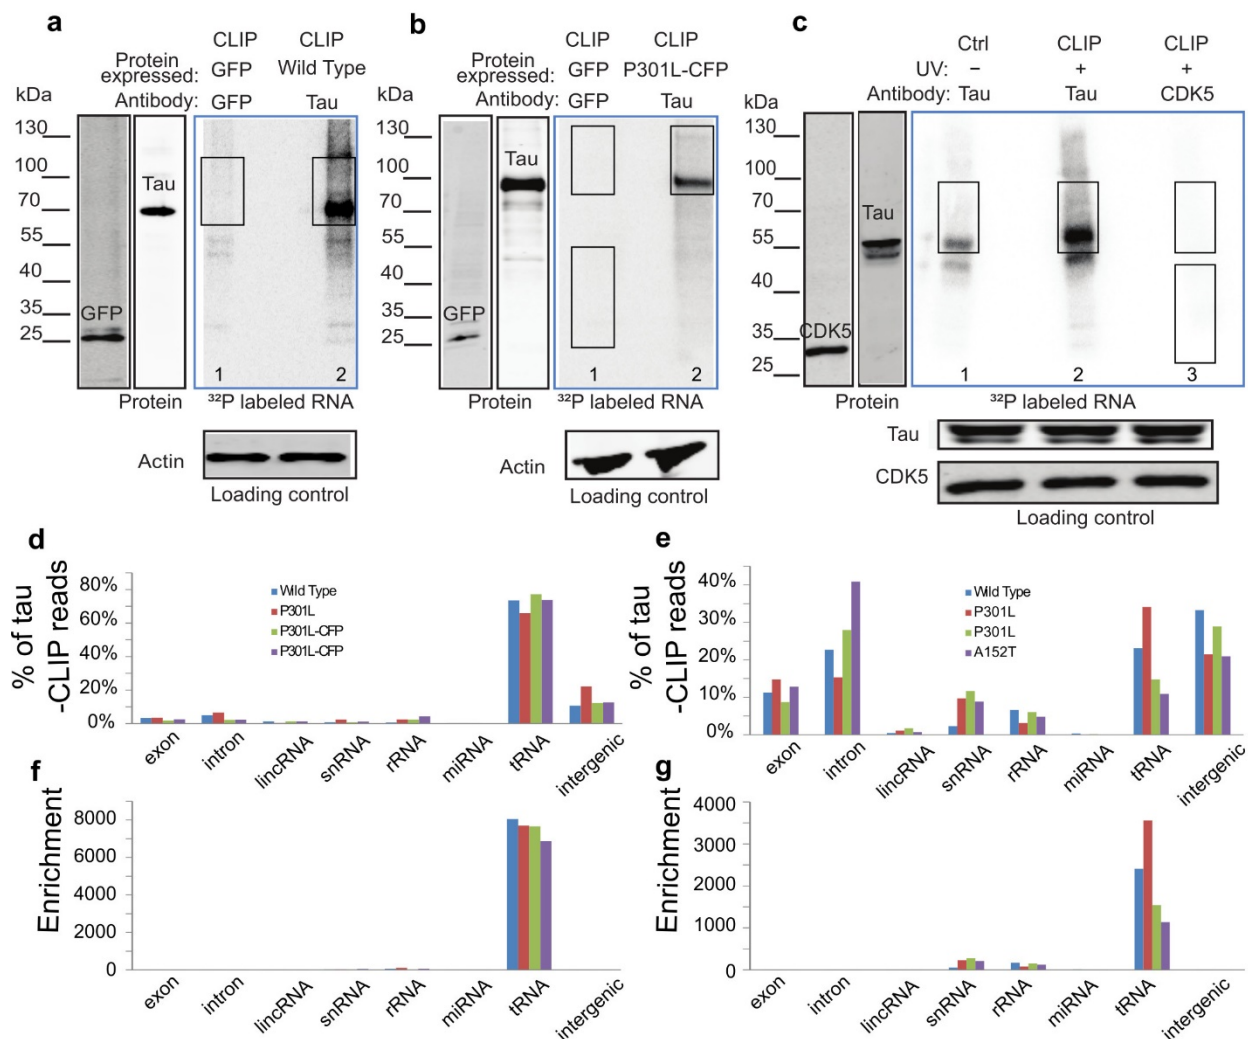 a
CLIP CLIP
Protein expressed: GFP Wild Type
Antibody: GFP Tau
kDa
130
100
70
55
40
35
25
GFP
Tau
1 2
Protein
³²P labeled RNA
Actin
Loading control
b
CLIP CLIP
Protein expressed: GFP P301L-CFP
Antibody: GFP Tau
kDa
130
100
70
55
40
35
25
GFP
Tau
1 2
Protein
³²P labeled RNA
Actin
Loading control
c
Ctrl CLIP CLIP
UV: − + +
Antibody: Tau Tau CDK5
kDa
130
100
70
55
40
35
25
CDK5
Tau
1 2 3
Protein
³²P labeled RNA
Tau
CDK5
Loading control
d
% of tau
-CLIP reads
80%
60%
40%
20%
0%
Wild Type
P301L
P301L-CFP
P301L-CFP
exon intron lincRNA snRNA rRNA miRNA tRNA intergenic
e
% of tau
-CLIP reads
40%
30%
20%
10%
0%
Wild Type
P301L
P301L
A152T
exon intron lincRNA snRNA rRNA miRNA tRNA intergenic
f
Enrichment
8000
6000
4000
2000
0
exon intron lincRNA snRNA rRNA miRNA tRNA intergenic
g
Enrichment
4000
3000
2000
1000
0
exon intron lincRNA snRNA rRNA miRNA tRNA intergenic